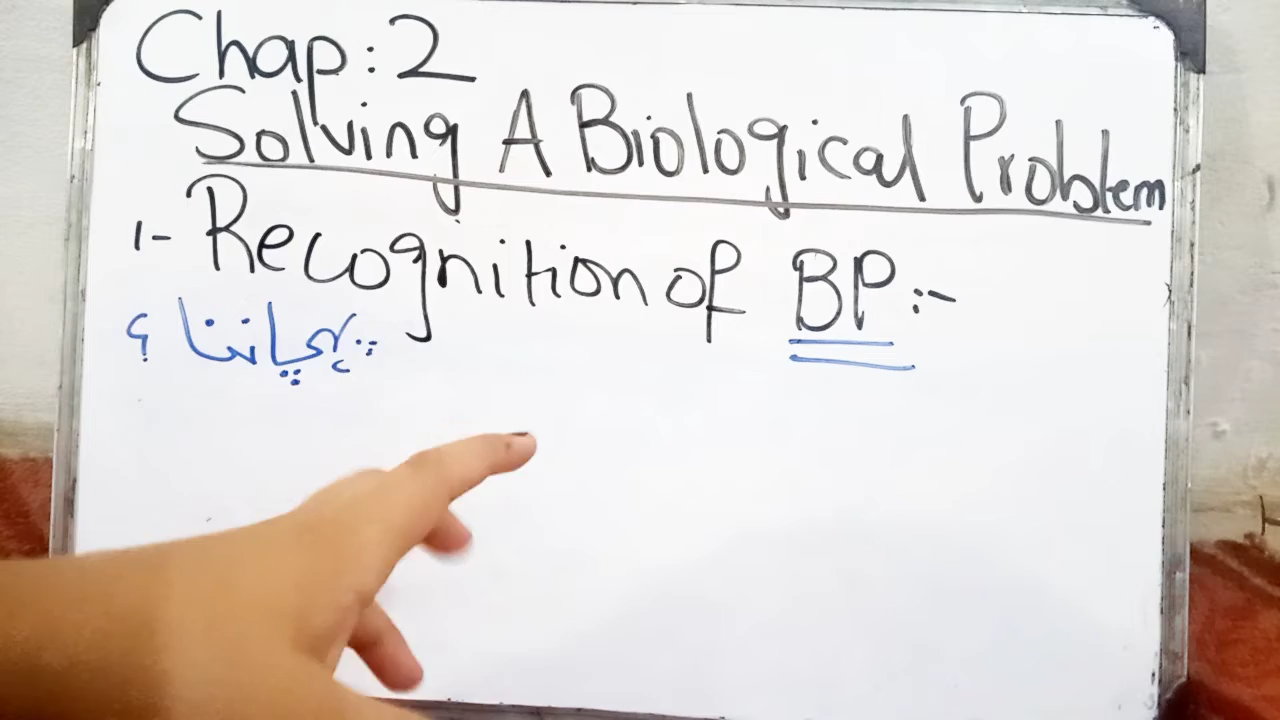 Chap: 2
Solving A Biological Problem
1- Recognition of BP :-
پہچاننا ؟